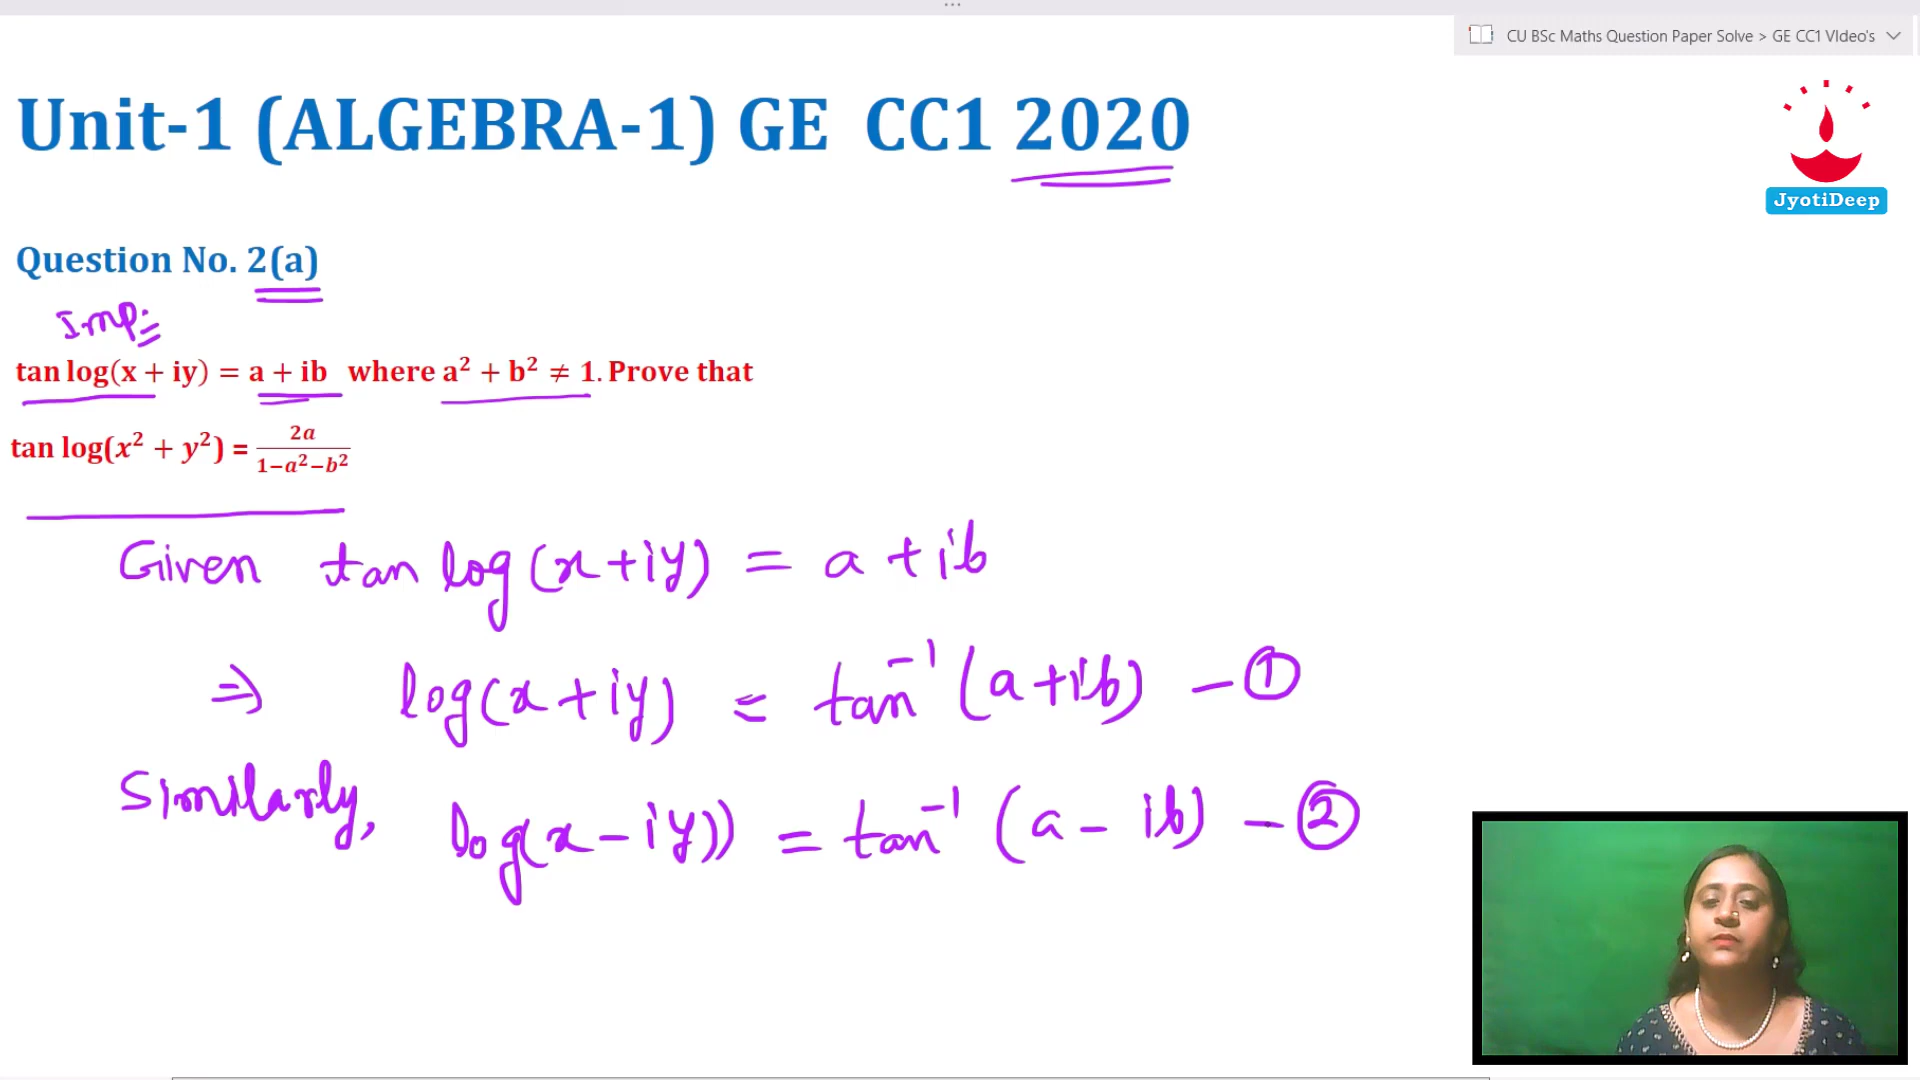 CU BSc Maths Question Paper Solve > GE CC1 VIdeo's
Unit-1 (ALGEBRA-1) GE CC1 2020
JyotiDeep
Question No. 2(a)
Imp:
tan log(x + iy) = a + ib where a² + b² ≠ 1. Prove that
tan log(x² + y²) = 2a/(1−a²−b²)
Given tan log(x+iy) = a + ib
⇒ log(x + iy) = tan⁻¹(a+ib) — ①
Similarly, log(x − iy)) = tan⁻¹(a − ib) — ②